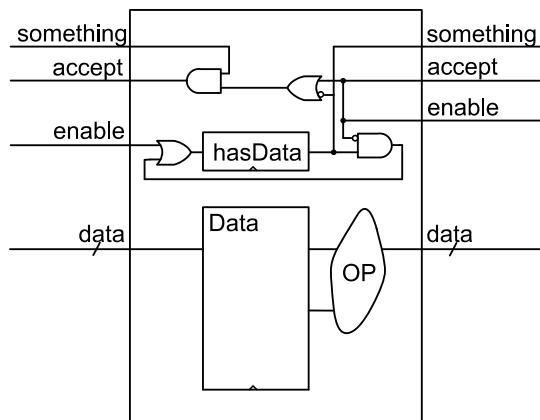 something
something
accept
accept
enable
enable
hasData
data
Data
data
OP